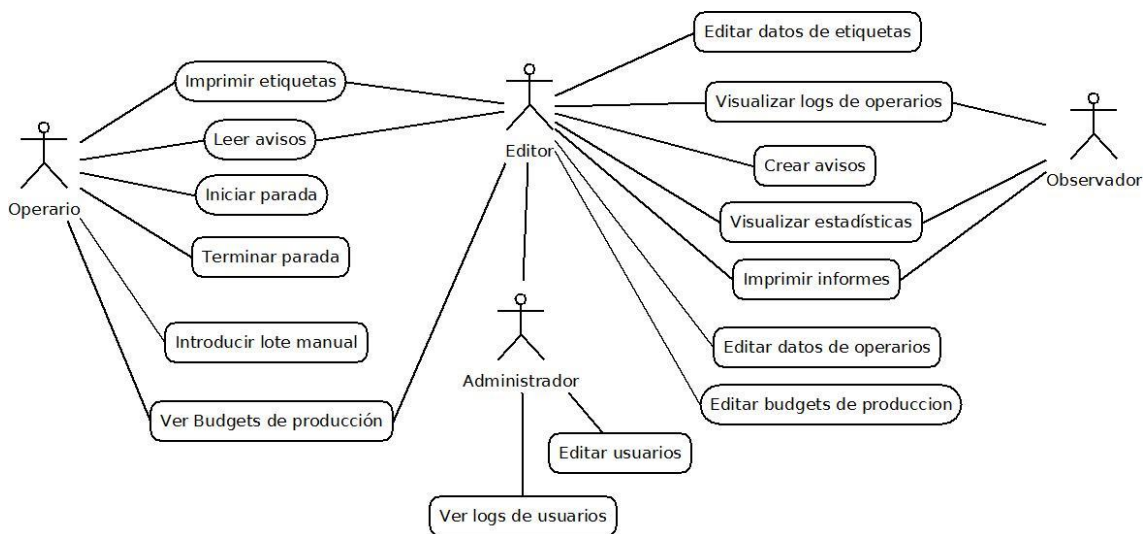 Editar datos de etiquetas
Imprimir etiquetas
Visualizar logs de operarios
Leer avisos
Editor
Crear avisos
Observador
Iniciar parada
Operario
Visualizar estadísticas
Terminar parada
Imprimir informes
Introducir lote manual
Editar datos de operarios
Administrador
Editar budgets de produccion
Ver Budgets de producción
Editar usuarios
Ver logs de usuarios